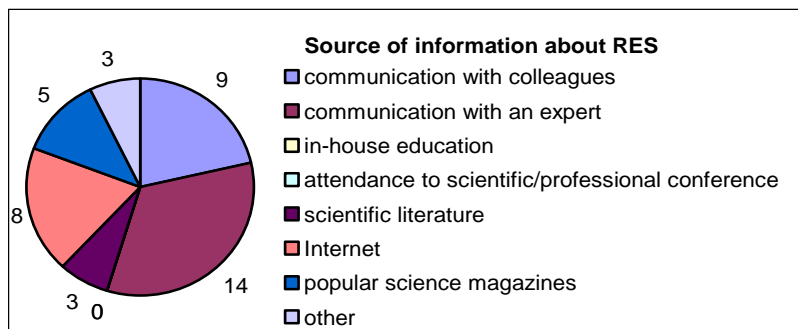 Source of information about RES
3
9
communication with colleagues
5
communication with an expert
in-house education
attendance to scientific/professional conference
8
scientific literature
Internet
3
0
14
popular science magazines
other